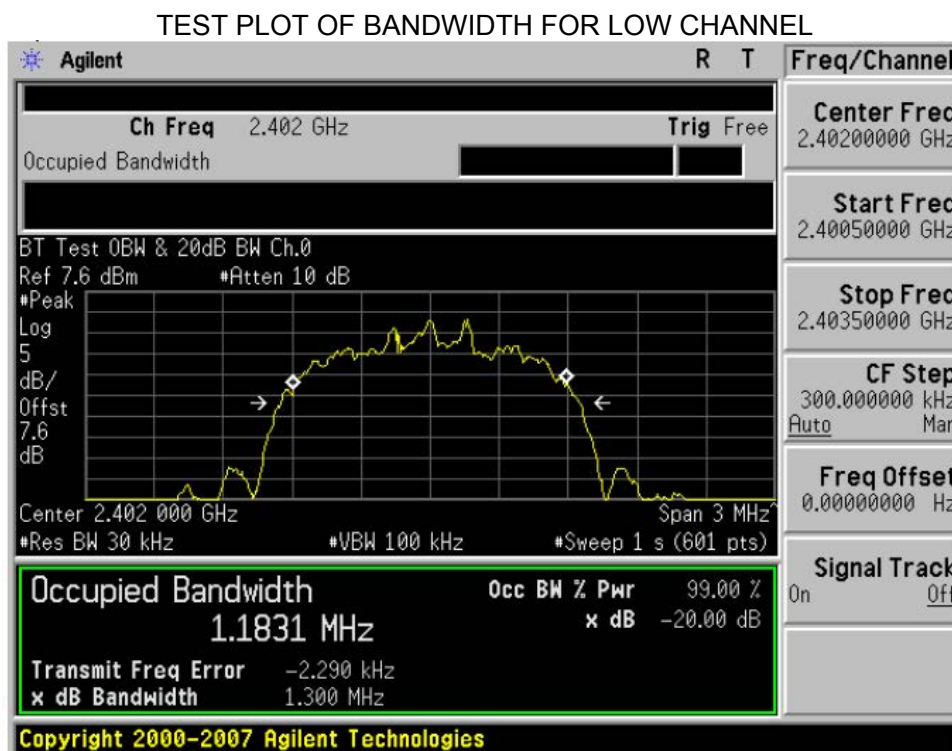 TEST PLOT OF BANDWIDTH FOR LOW CHANNEL
Agilent R T Freq/Channel
Ch Freq 2.402 GHz Trig Free
Occupied Bandwidth
Center Freq
2.40200000 GHz
Start Freq
2.40050000 GHz
Stop Freq
2.40350000 GHz
CF Step
300.000000 kHz
Auto Man
Freq Offset
0.00000000 Hz
Signal Track
On Off
BT Test OBW & 20dB BW Ch.0
Ref 7.6 dBm #Atten 10 dB
#Peak
Log
5
dB/
Offst
7.6
dB
Center 2.402 000 GHz Span 3 MHz^
#Res BW 30 kHz #VBW 100 kHz #Sweep 1 s (601 pts)
Occupied Bandwidth Occ BW % Pwr 99.00 %
1.1831 MHz x dB -20.00 dB
Transmit Freq Error -2.290 kHz
x dB Bandwidth 1.300 MHz
Copyright 2000-2007 Agilent Technologies